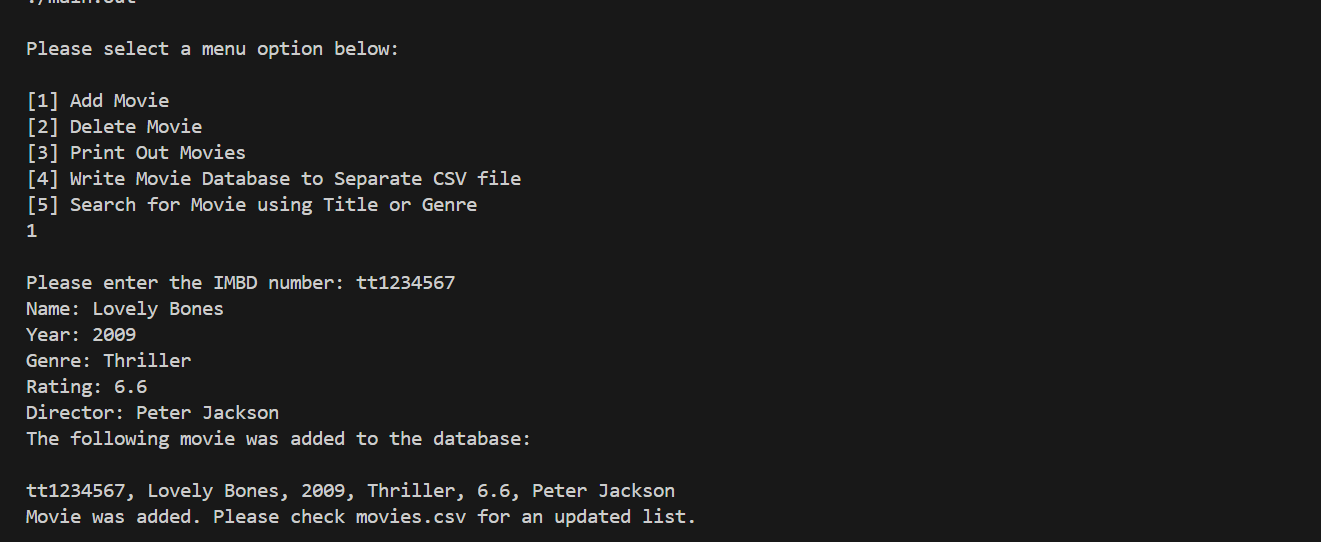 ./main.out
Please select a menu option below:
[1] Add Movie
[2] Delete Movie
[3] Print Out Movies
[4] Write Movie Database to Separate CSV file
[5] Search for Movie using Title or Genre
1
Please enter the IMBD number: tt1234567
Name: Lovely Bones
Year: 2009
Genre: Thriller
Rating: 6.6
Director: Peter Jackson
The following movie was added to the database:
tt1234567, Lovely Bones, 2009, Thriller, 6.6, Peter Jackson
Movie was added. Please check movies.csv for an updated list.